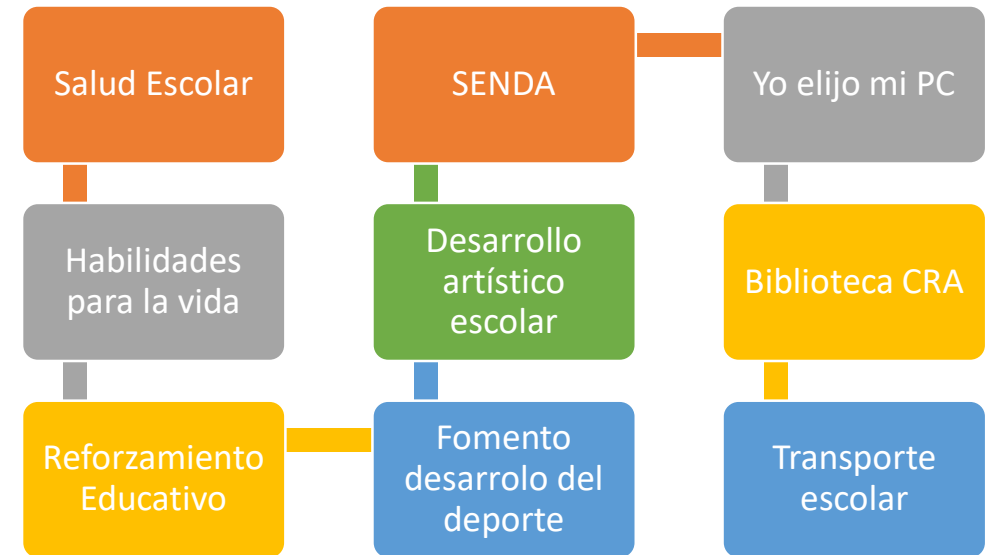 Salud Escolar
Habilidades
para la vida
Reforzamiento
Educativo
Fomento
desarrolo del
deporte
Desarrollo
artístico
escolar
SENDA
Yo elijo mi PC
Biblioteca CRA
Transporte
escolar